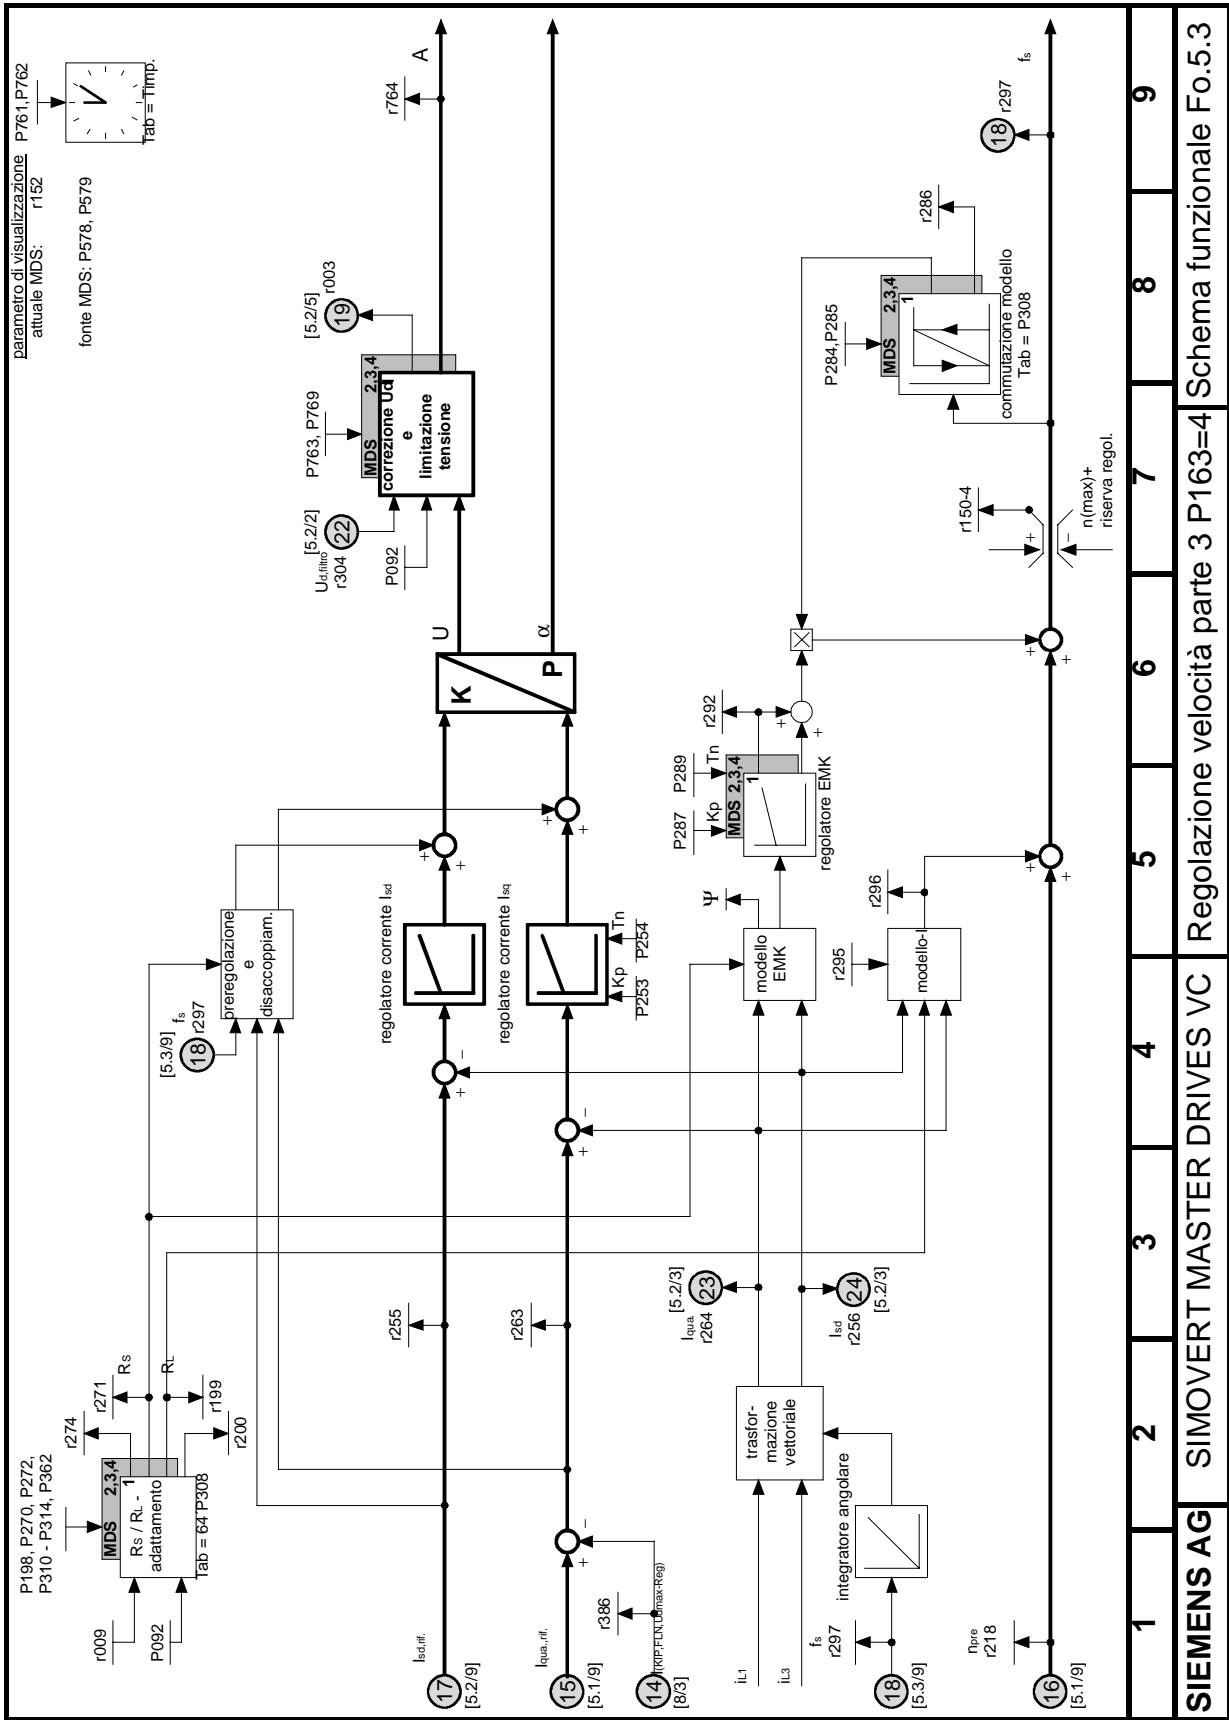 parametro di visualizzazione
attuale MDS: r152
P761,P762
fonte MDS: P578, P579
Tab = Timp.
P198, P270, P272,
P310 - P314, P362
r009
P092
MDS 2,3,4
1
Rs / RL -
adattamento
Tab = 64*P308
r274
r271
Rs
RL
r199
r200
[5.3/9]
18
fs
r297
preregolazione
e
disaccoppiam.
P763, P769
[5.2/2]
Ud,filtro
r304
22
P092
MDS 2,3,4
correzione Ud
e
limitazione
tensione
[5.2/5]
19
r003
r764
A
Isd,rif.
17
[5.2/9]
r255
regolatore corrente Isd
K
P
U
α
Iqua.,rif.
15
[5.1/9]
r386
14
I(KIP,FLN,Udmax-Reg)
[8/3]
r263
regolatore corrente Isq
Kp
Tn
P253
P254
iL1
iL3
trasfor-
mazione
vettoriale
[5.2/3]
Iqua.
r264
23
Isd
r256
24
[5.2/3]
modello
EMK
Ψ
P287
P289
Kp
Tn
MDS 2,3,4
1
regolatore EMK
r292
fs
r297
18
[5.3/9]
integratore angolare
r295
modello-I
r296
P284,P285
MDS 2,3,4
1
commutazione modello
Tab = P308
r286
npre
r218
16
[5.1/9]
r150-4
n(max)+
riserva regol.
18
r297
fs
1 2 3 4 5 6 7 8 9
SIEMENS AG SIMOVERT MASTER DRIVES VC Regolazione velocità parte 3 P163=4 Schema funzionale Fo.5.3